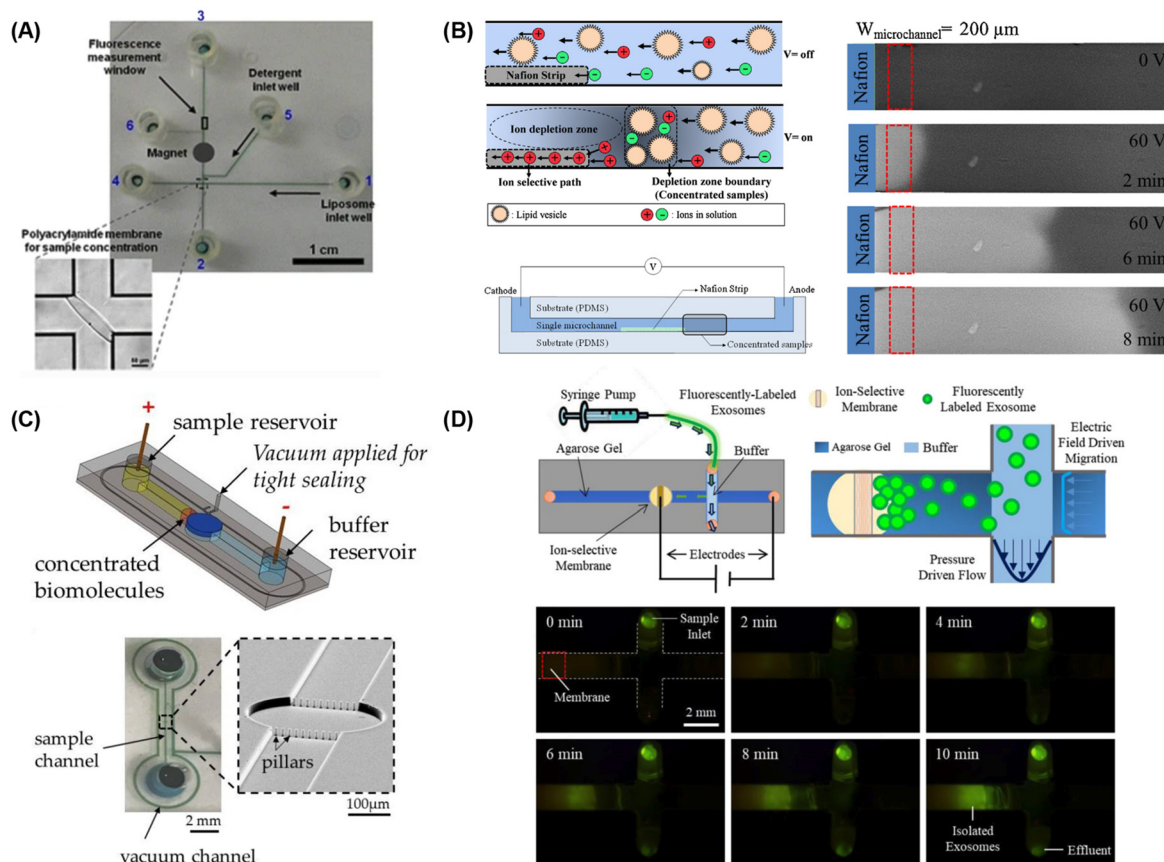 (A)
3
Fluorescence
measurement
window
Detergent
inlet well
5
6
Magnet
4
1
Liposome
inlet well
Polyacrylamide membrane
for sample concentration
2
1 cm
50 μm
(B)
V= off
Nafion Strip
Ion depletion zone
V= on
Ion selective path
Depletion zone boundary
(Concentrated samples)
: Lipid vesicle
: Ions in solution
V
Cathode
Anode
Nafion Strip
Substrate (PDMS)
Single microchannel
Substrate (PDMS)
Concentrated samples
Wmicrochannel= 200 μm
Nafion
0 V
Nafion
60 V
2 min
Nafion
60 V
6 min
Nafion
60 V
8 min
(C)
+
sample reservoir
Vacuum applied for
tight sealing
-
buffer
reservoir
concentrated
biomolecules
sample
channel
pillars
100μm
2 mm
vacuum channel
(D)
Syringe Pump
Fluorescently-Labeled
Exosomes
Agarose Gel
Buffer
Ion-selective
Membrane
Electrodes
Ion-Selective
Membrane
Fluorescently
Labeled Exosome
Agarose Gel
Buffer
Electric
Field Driven
Migration
Pressure
Driven Flow
0 min
Sample
Inlet
Membrane
2 mm
2 min
4 min
6 min
8 min
10 min
Isolated
Exosomes
Effluent